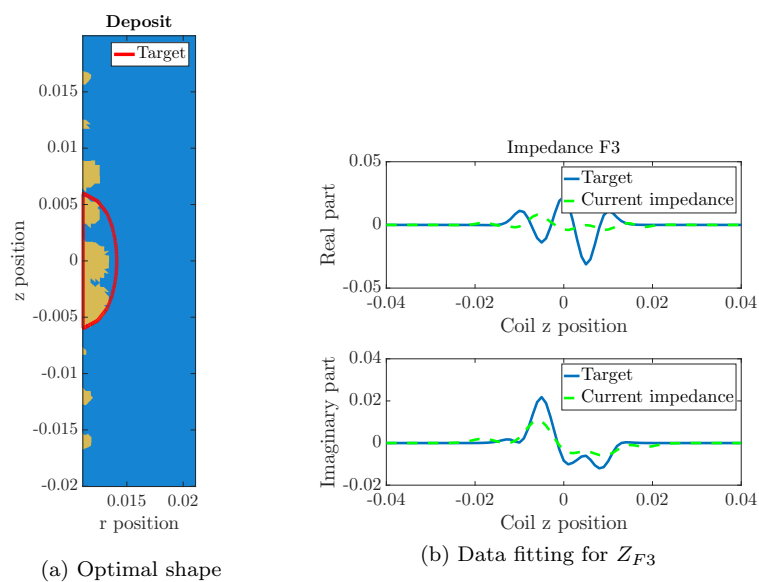 Deposit
Target
0.015
0.01
0.005
0
-0.005
-0.01
-0.015
-0.02
z position
0.015 0.02
r position
(a) Optimal shape
Impedance F3
Target
Current impedance
0.05
0
-0.05
Real part
-0.04 -0.02 0 0.02 0.04
Coil z position
Target
Current impedance
0.04
0.02
0
-0.02
Imaginary part
-0.04 -0.02 0 0.02 0.04
Coil z position
(b) Data fitting for Z_{F3}